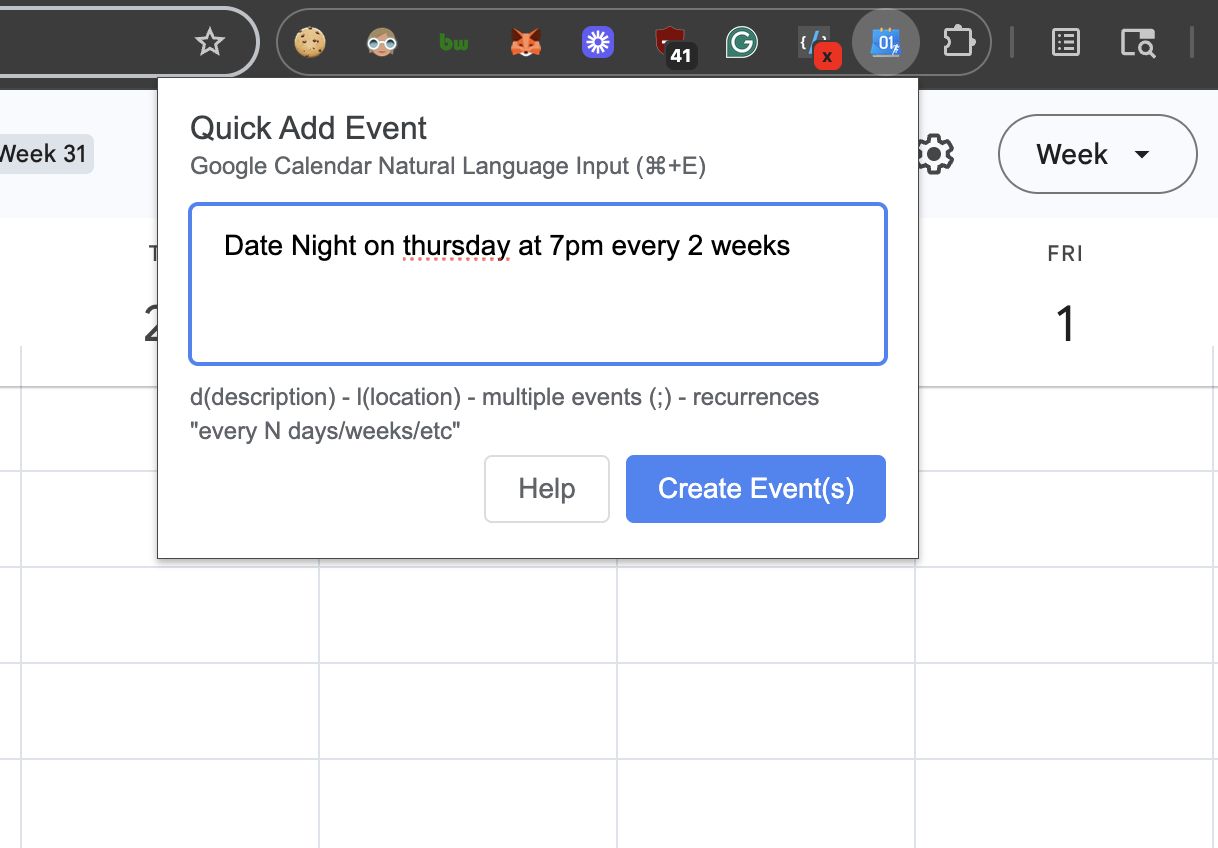 bw
41
{/}
x
01
Week 31
Quick Add Event
Google Calendar Natural Language Input (⌘+E)
Week
Date Night on thursday at 7pm every 2 weeks
T
2
FRI
1
d(description) - l(location) - multiple events (;) - recurrences
"every N days/weeks/etc"
Help
Create Event(s)